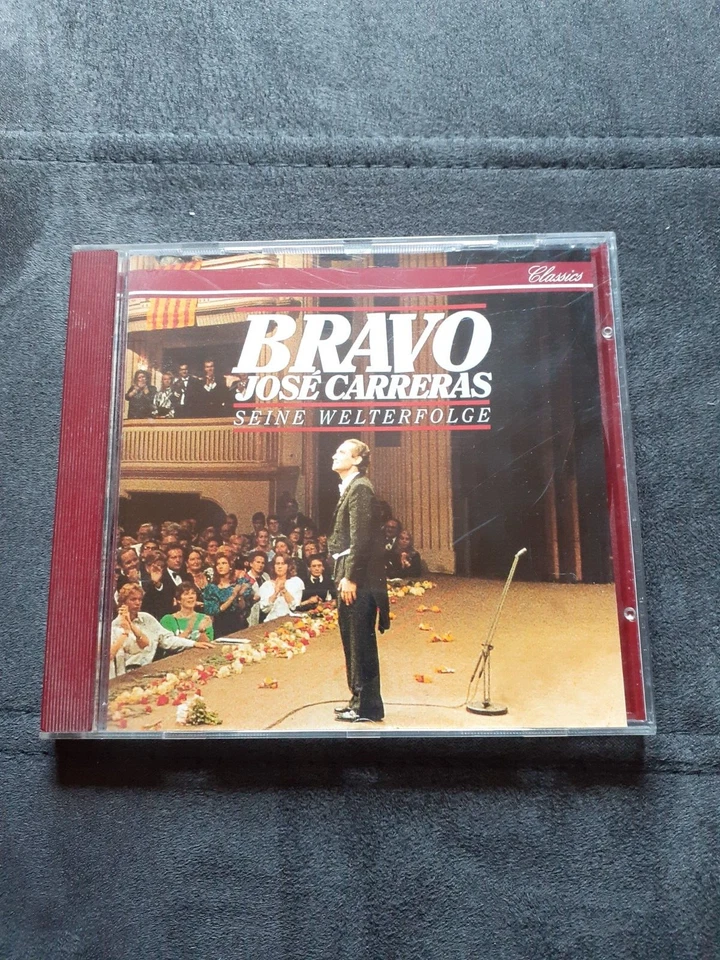 Classics
BRAVO
JOSÉ CARRERAS
SEINE WELTERFOLGE